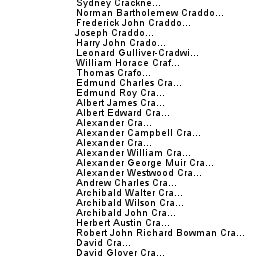 Sydney Crackne...
Norman Bartholemew Craddo...
Frederick John Craddo...
Joseph Craddo...
Harry John Crado...
Leonard Gulliver-Cradwi...
William Horace Craf...
Thomas Crafo...
Edmund Charles Cra...
Edmund Roy Cra...
Albert James Cra...
Albert Edward Cra...
Alexander Cra...
Alexander Campbell Cra...
Alexander Cra...
Alexander William Cra...
Alexander George Muir Cra...
Alexander Westwood Cra...
Andrew Charles Cra...
Archibald Walter Cra...
Archibald Wilson Cra...
Archibald John Cra...
Herbert Austin Cra...
Robert John Richard Bowman Cra...
David Cra...
David Glover Cra...